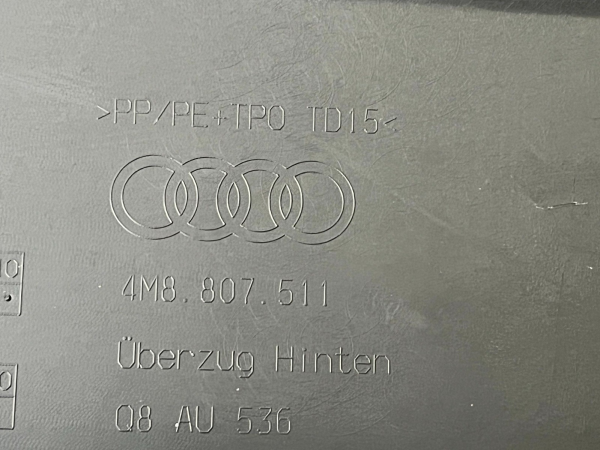 >PP/PE+TPO TD15<
4M8.807.511
Überzug Hinten
Q8 AU 536